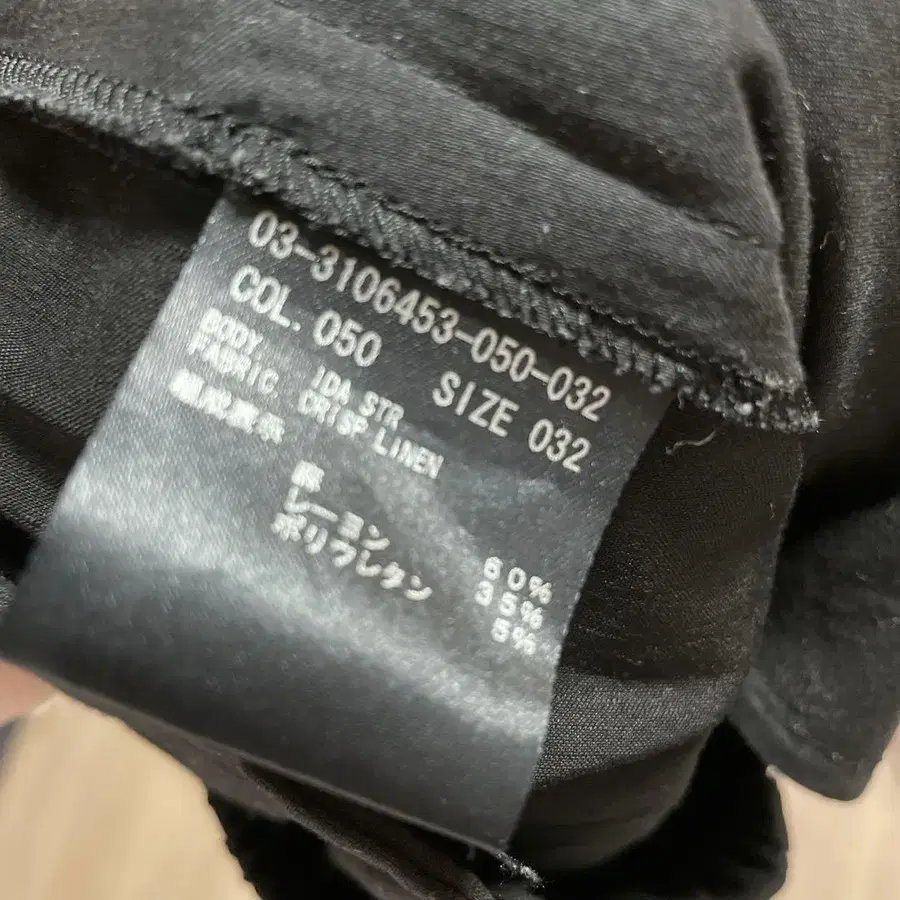 03-3106453-050-032
COL. 050 SIZE 032
BODY. IDA STR
FABRIC. CRISP LINEN
組成表示
麻 60%
レーヨン 35%
ポリウレタン 5%